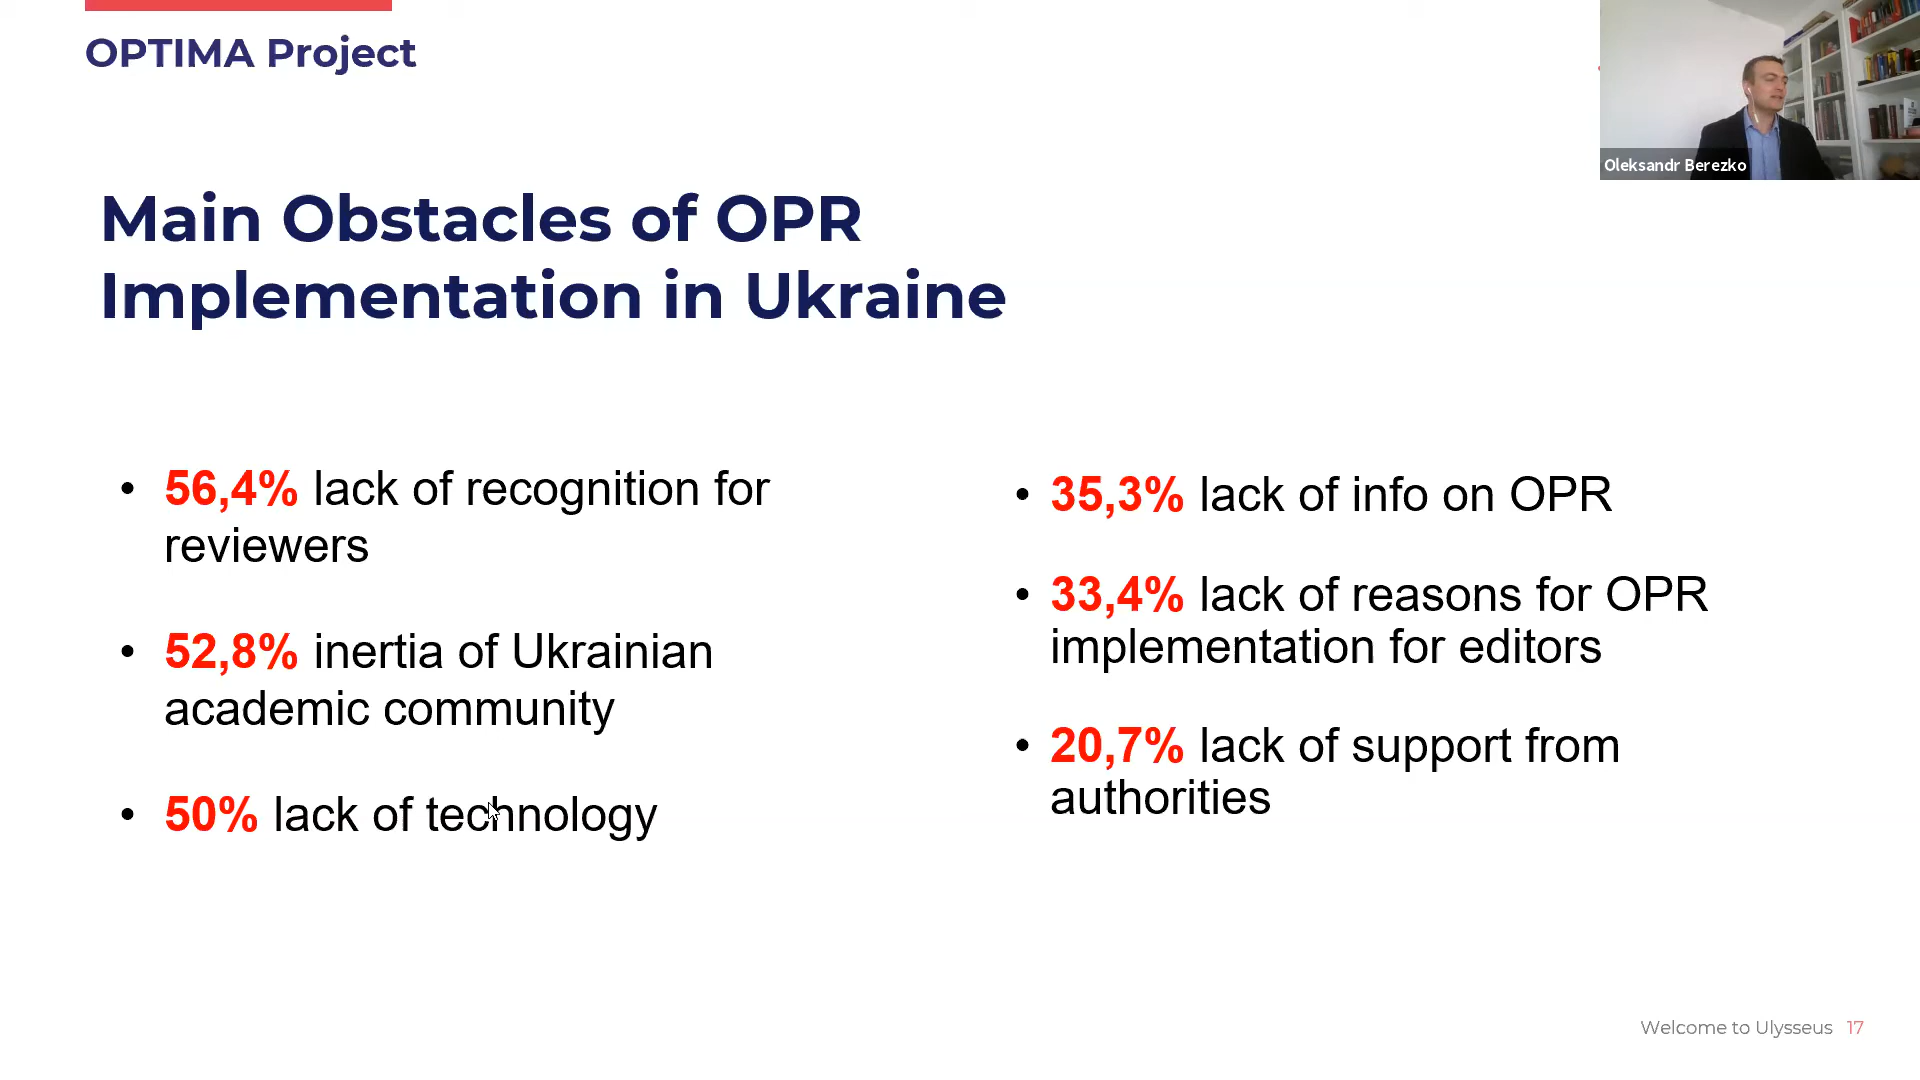 OPTIMA Project
Oleksandr Berezko
Main Obstacles of OPR
Implementation in Ukraine
• 56,4% lack of recognition for
reviewers
• 52,8% inertia of Ukrainian
academic community
• 50% lack of technology
• 35,3% lack of info on OPR
• 33,4% lack of reasons for OPR
implementation for editors
• 20,7% lack of support from
authorities
Welcome to Ulysseus 17